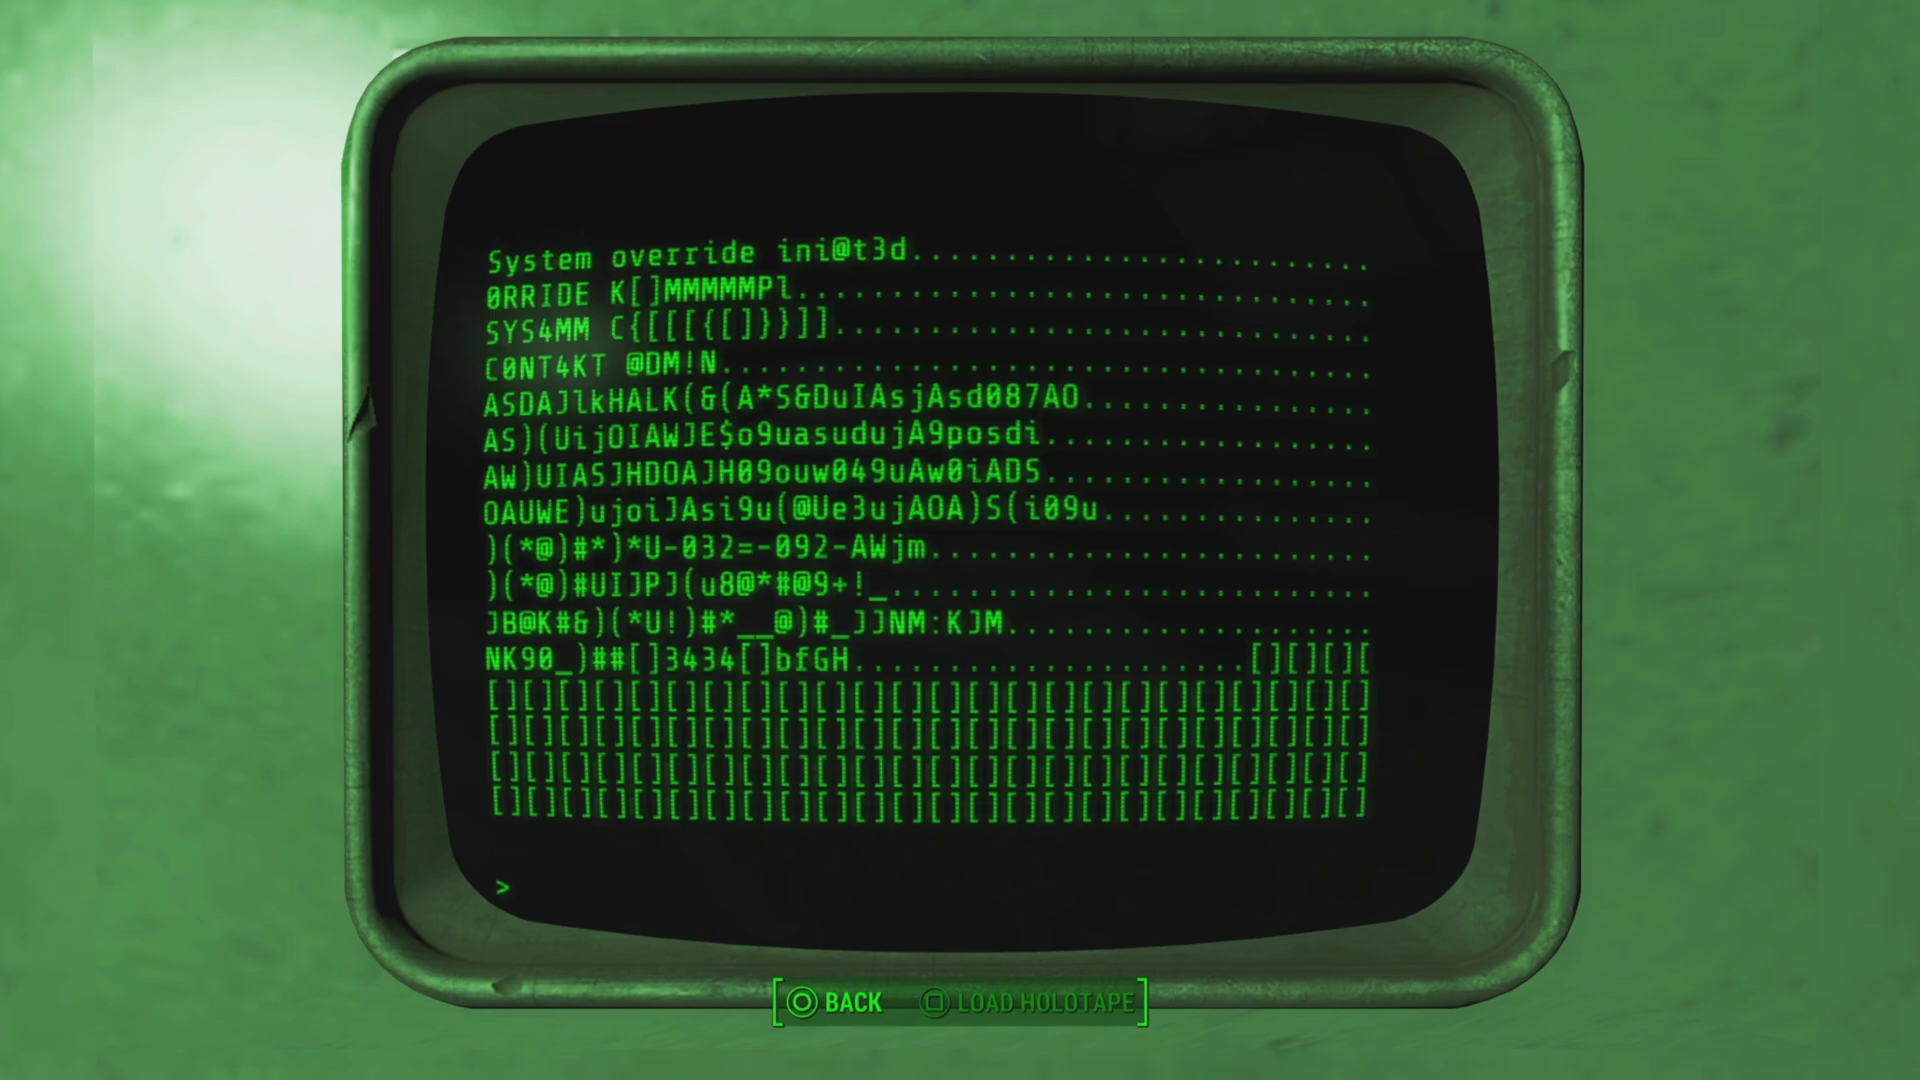 System override ini@t3d.........................
0RRIDE K[]MMMMMPl...............................
SYS4MM C{[[[{[]}}]].............................
C0NT4KT @DM!N...................................
ASDAJlkHALK(&(A*S&DuIAsjAsd087AO................
AS)(UijOIAWJE$o9uasudujA9posdi..................
AW)UIASJHDOAJH09ouw049uAw0iADS..................
OAUWE)ujoiJAsi9u(@Ue3ujAOA)S(i09u...............
)(*@)#*)*U-032=-092-AWjm........................
)(*@)#UIJPJ(u8@*#@9+!_..........................
JB@K#&)(*U!)#*__@)#_JJNM:KJM....................
NK90_)##[]3434[]bfGH.....................[][][][
[][][][][][][][][][][][][][][][][][][][][][][][]
[][][][][][][][][][][][][][][][][][][][][][][][]
[][][][][][][][][][][][][][][][][][][][][][][][]
[][][][][][][][][][][][][][][][][][][][][][][][]
>
BACK LOAD HOLOTAPE